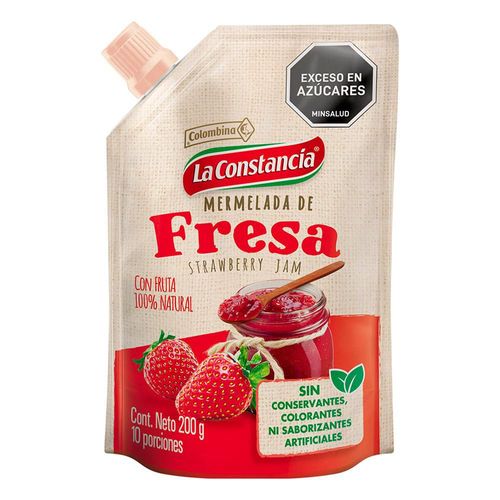 EXCESO EN
AZÚCARES
MINSALUD
Colombina
La Constancia®
MERMELADA DE
Fresa
STRAWBERRY JAM
CON FRUTA
100% NATURAL
SIN
CONSERVANTES,
COLORANTES
NI SABORIZANTES
ARTIFICIALES
Cont. Neto 200 g
10 porciones